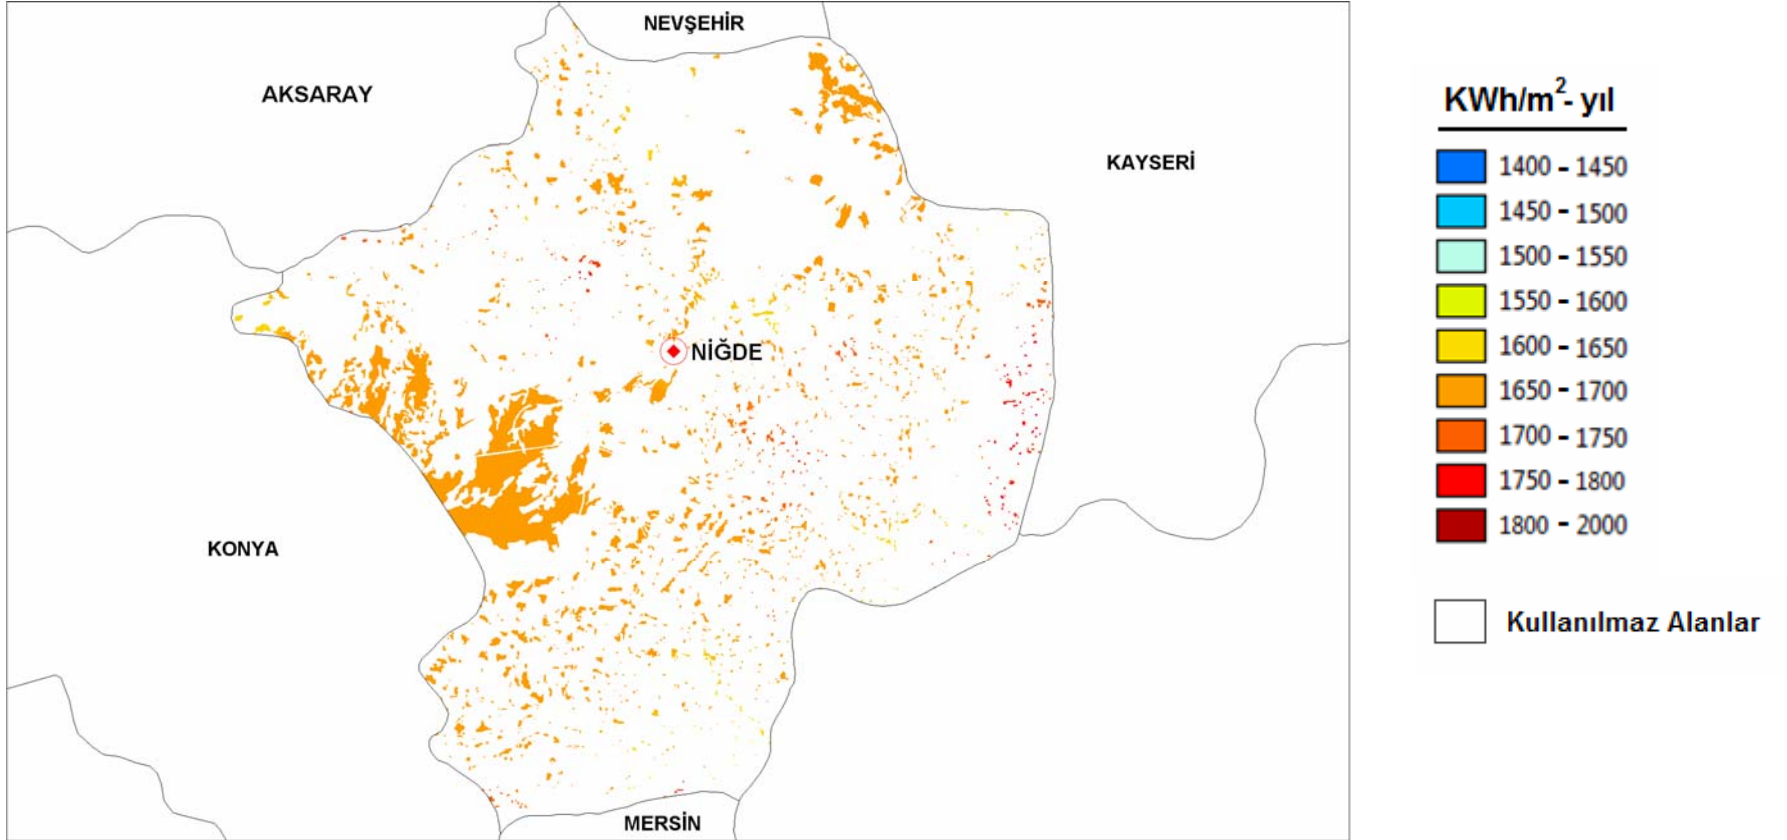 NEVŞEHİR
AKSARAY
KAYSERİ
NİĞDE
KONYA
MERSİN
KWh/m²- yıl
1400 - 1450
1450 - 1500
1500 - 1550
1550 - 1600
1600 - 1650
1650 - 1700
1700 - 1750
1750 - 1800
1800 - 2000
Kullanılmaz Alanlar